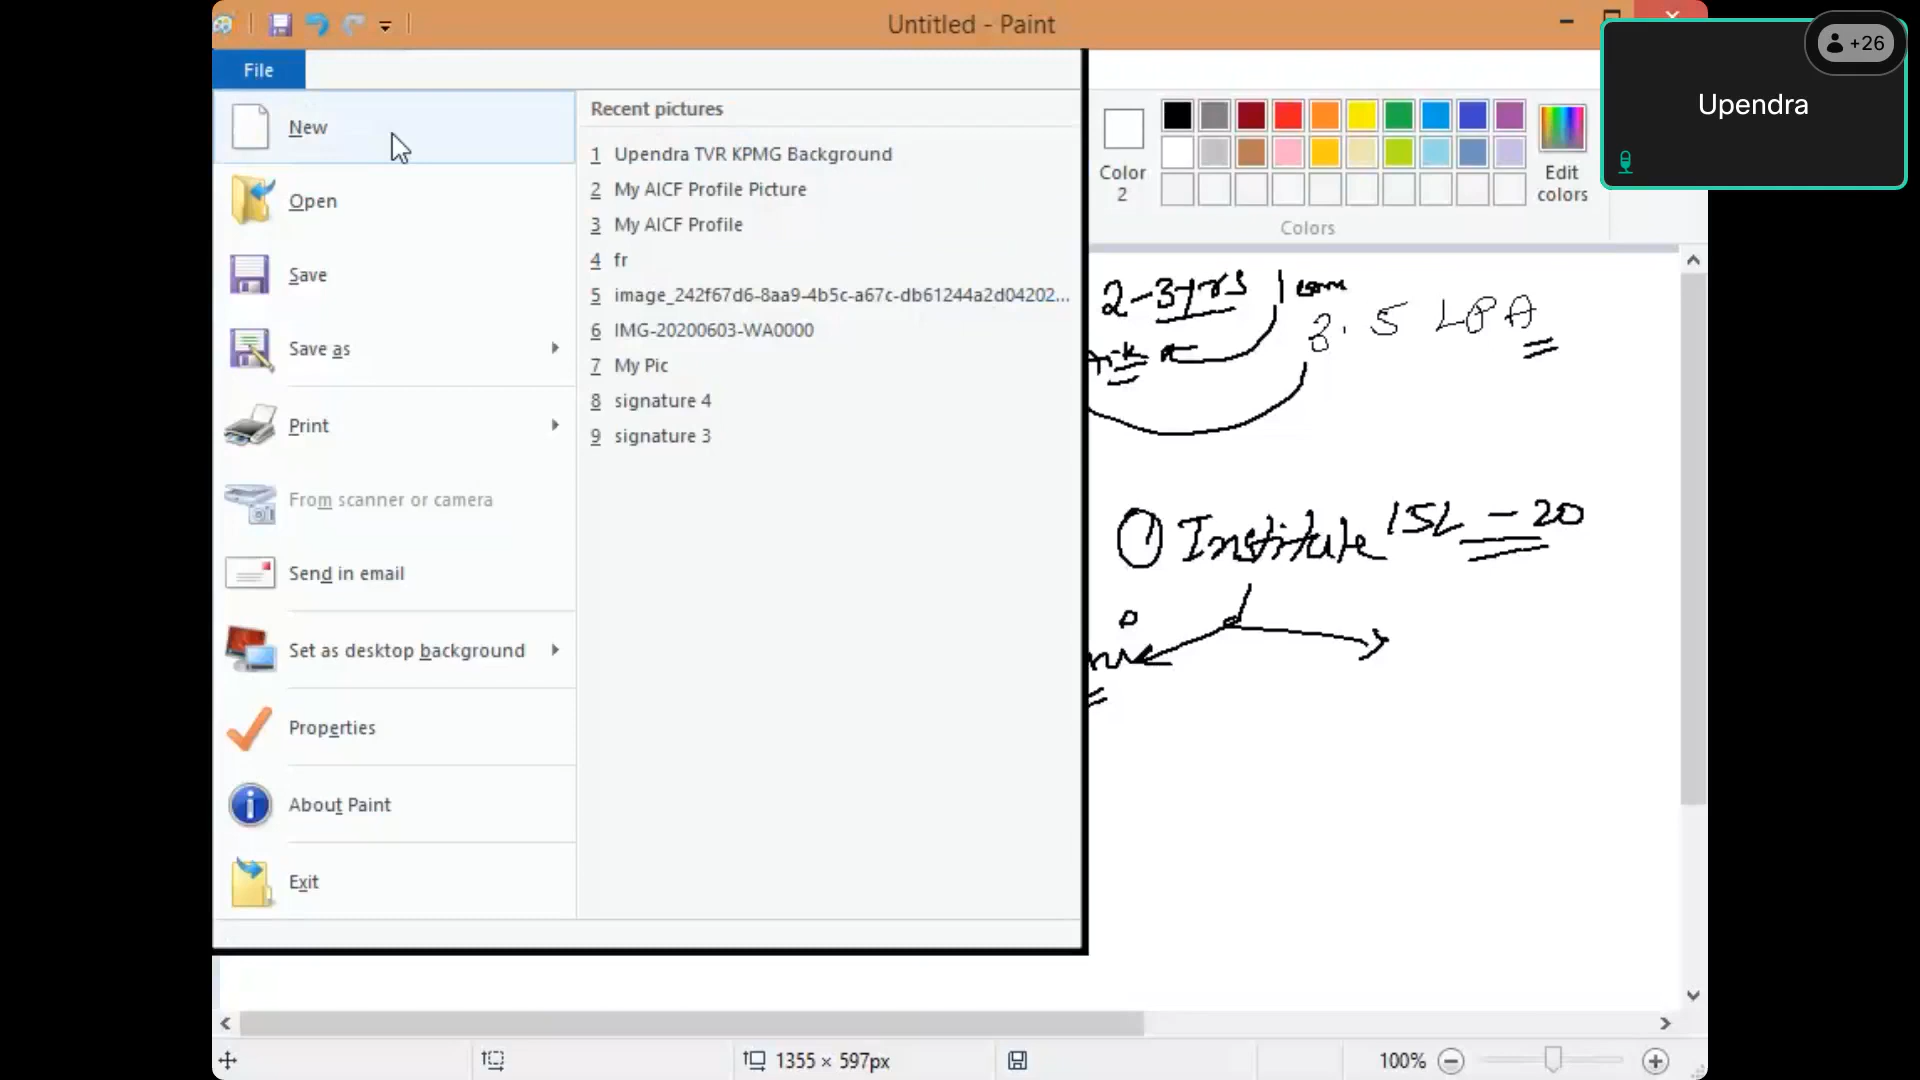 Untitled - Paint
+26
Upendra
File
New
Open
Save
Save as
Print
From scanner or camera
Send in email
Set as desktop background
Properties
About Paint
Exit
Recent pictures
1 Upendra TVR KPMG Background
2 My AICF Profile Picture
3 My AICF Profile
4 fr
5 image_242f67d6-8aa9-4b5c-a67c-db61244a2d04202...
6 IMG-20200603-WA0000
7 My Pic
8 signature 4
9 signature 3
Color
2
Edit
colors
Colors
2-3yrs
3.5 LPA
1 Institute 15L - 20
1355 × 597px
100%